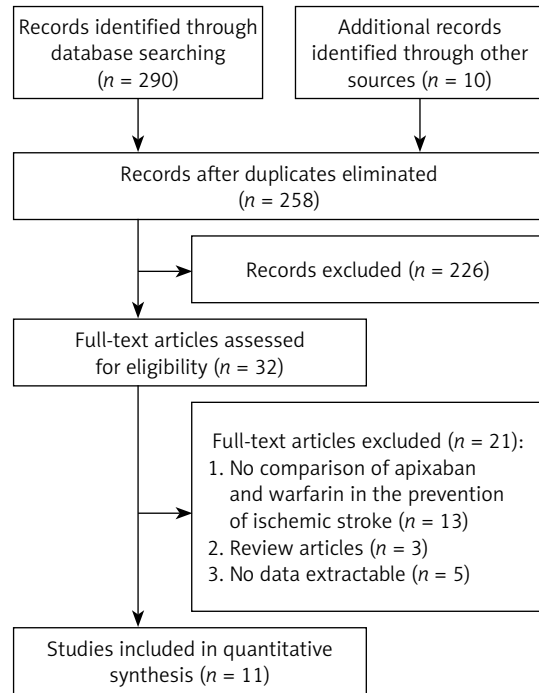 Records identified through
database searching
(n = 290)
Additional records
identified through other
sources (n = 10)
Records after duplicates eliminated
(n = 258)
Records excluded (n = 226)
Full-text articles assessed
for eligibility (n = 32)
Full-text articles excluded (n = 21):
1. No comparison of apixaban
and warfarin in the prevention
of ischemic stroke (n = 13)
2. Review articles (n = 3)
3. No data extractable (n = 5)
Studies included in quantitative
synthesis (n = 11)